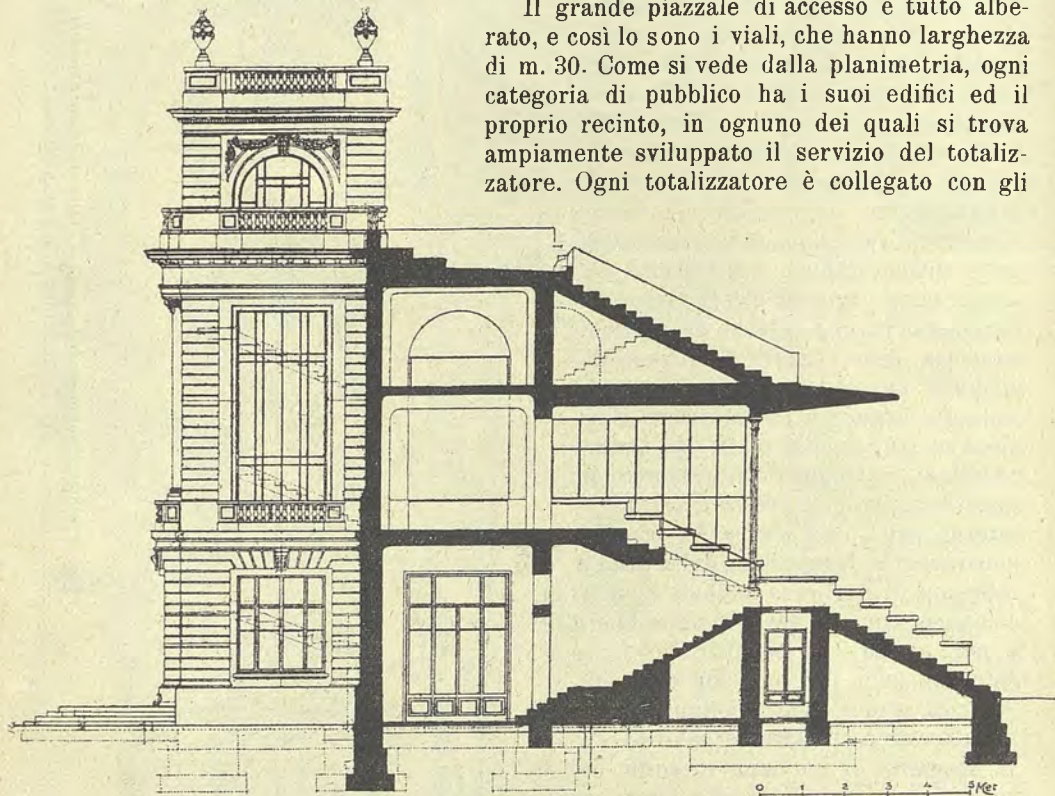 Il grande piazzale di accesso è tutto albe-
rato, e così lo sono i viali, che hanno larghezza
di m. 30. Come si vede dalla planimetria, ogni
categoria di pubblico ha i suoi edifici ed il
proprio recinto, in ognuno dei quali si trova
ampiamente sviluppato il servizio del totaliz-
zatore. Ogni totalizzatore è collegato con gli
0 1 2 3 4 5 Met